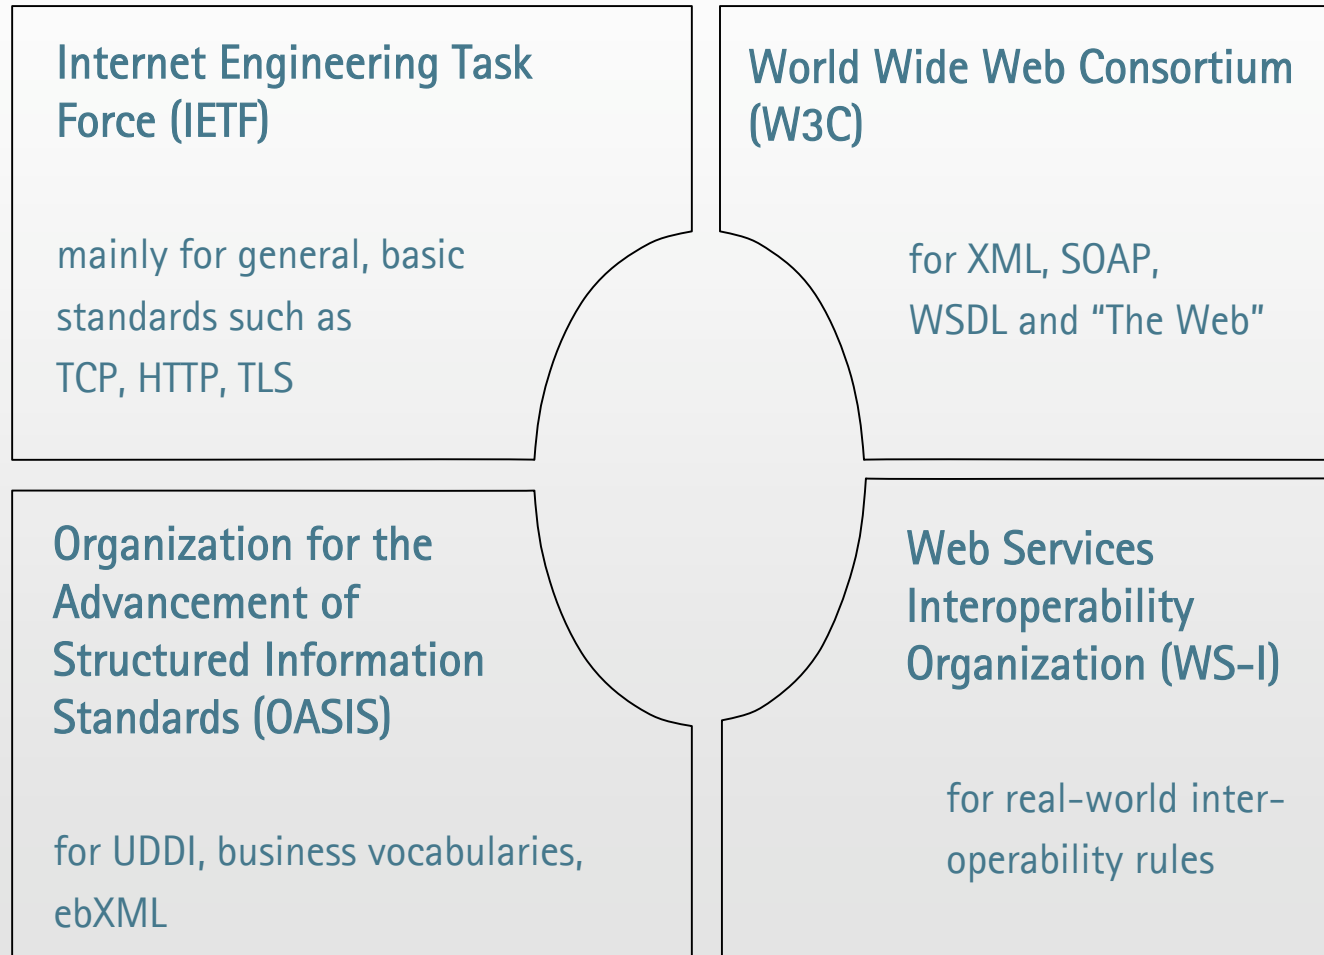 Internet Engineering Task
Force (IETF)
mainly for general, basic
standards such as
TCP, HTTP, TLS
World Wide Web Consortium
(W3C)
for XML, SOAP,
WSDL and “The Web”
Organization for the
Advancement of
Structured Information
Standards (OASIS)
for UDDI, business vocabularies,
ebXML
Web Services
Interoperability
Organization (WS-I)
for real-world inter-
operability rules